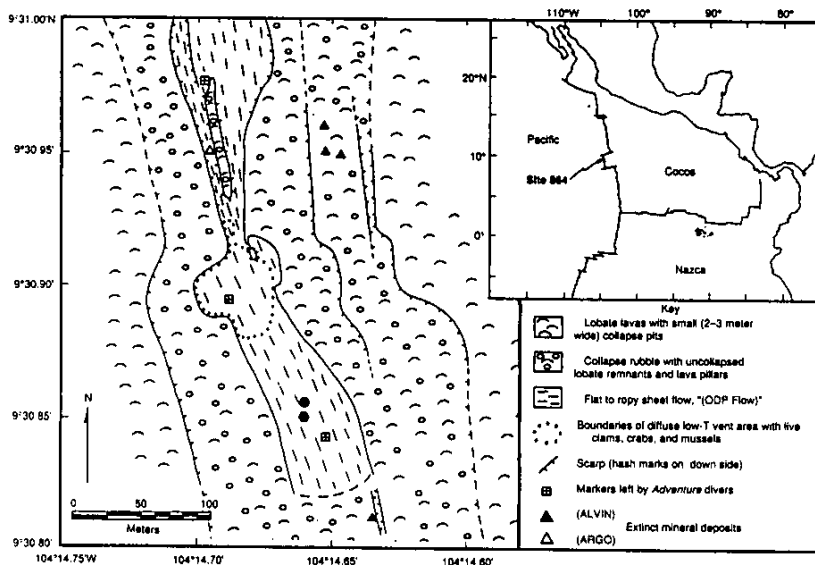 9°31.00'N
9°30.95'
9°30.90'
9°30.85'
9°30.80'
104°14.75'W
104°14.70'
104°14.65'
104°14.60'
N
0 50 100
Meters
110°W 100° 90° 80°
20°N
10°
0°
Pacific
Site 864
Cocos
Nazca
Key
Lobate lavas with small (2–3 meter
wide) collapse pits
Collapse rubble with uncollapsed
lobate remnants and lava pillars
Flat to ropy sheet flow, "(ODP Flow)"
Boundaries of diffuse low-T vent area with live
clams, crabs, and mussels
Scarp (hash marks on down side)
Markers left by Adventure divers
(ALVIN)
Extinct mineral deposits
(ARGO)